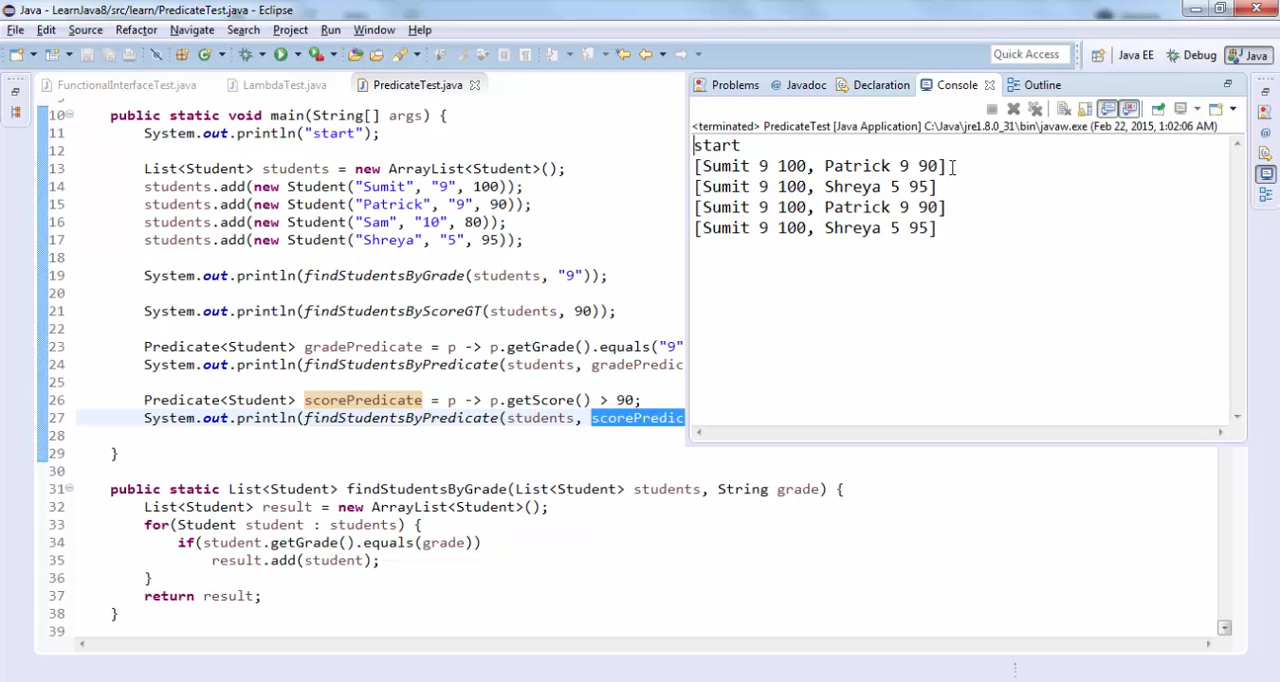 Java - LearnJava8/src/learn/PredicateTest.java - Eclipse
File Edit Source Refactor Navigate Search Project Run Window Help
Quick Access Java EE Debug Java
FunctionalInterfaceTest.java LambdaTest.java PredicateTest.java
Problems Javadoc Declaration Console Outline
<terminated> PredicateTest [Java Application] C:\Java\jre1.8.0_31\bin\javaw.exe (Feb 22, 2015, 1:02:06 AM)
start
[Sumit 9 100, Patrick 9 90]
[Sumit 9 100, Shreya 5 95]
[Sumit 9 100, Patrick 9 90]
[Sumit 9 100, Shreya 5 95]
10 public static void main(String[] args) {
11 System.out.println("start");
12
13 List<Student> students = new ArrayList<Student>();
14 students.add(new Student("Sumit", "9", 100));
15 students.add(new Student("Patrick", "9", 90));
16 students.add(new Student("Sam", "10", 80));
17 students.add(new Student("Shreya", "5", 95));
18
19 System.out.println(findStudentsByGrade(students, "9"));
20
21 System.out.println(findStudentsByScoreGT(students, 90));
22
23 Predicate<Student> gradePredicate = p -> p.getGrade().equals("9"
24 System.out.println(findStudentsByPredicate(students, gradePredic
25
26 Predicate<Student> scorePredicate = p -> p.getScore() > 90;
27 System.out.println(findStudentsByPredicate(students, scorePredic
28
29 }
30
31 public static List<Student> findStudentsByGrade(List<Student> students, String grade) {
32 List<Student> result = new ArrayList<Student>();
33 for(Student student : students) {
34 if(student.getGrade().equals(grade))
35 result.add(student);
36 }
37 return result;
38 }
39